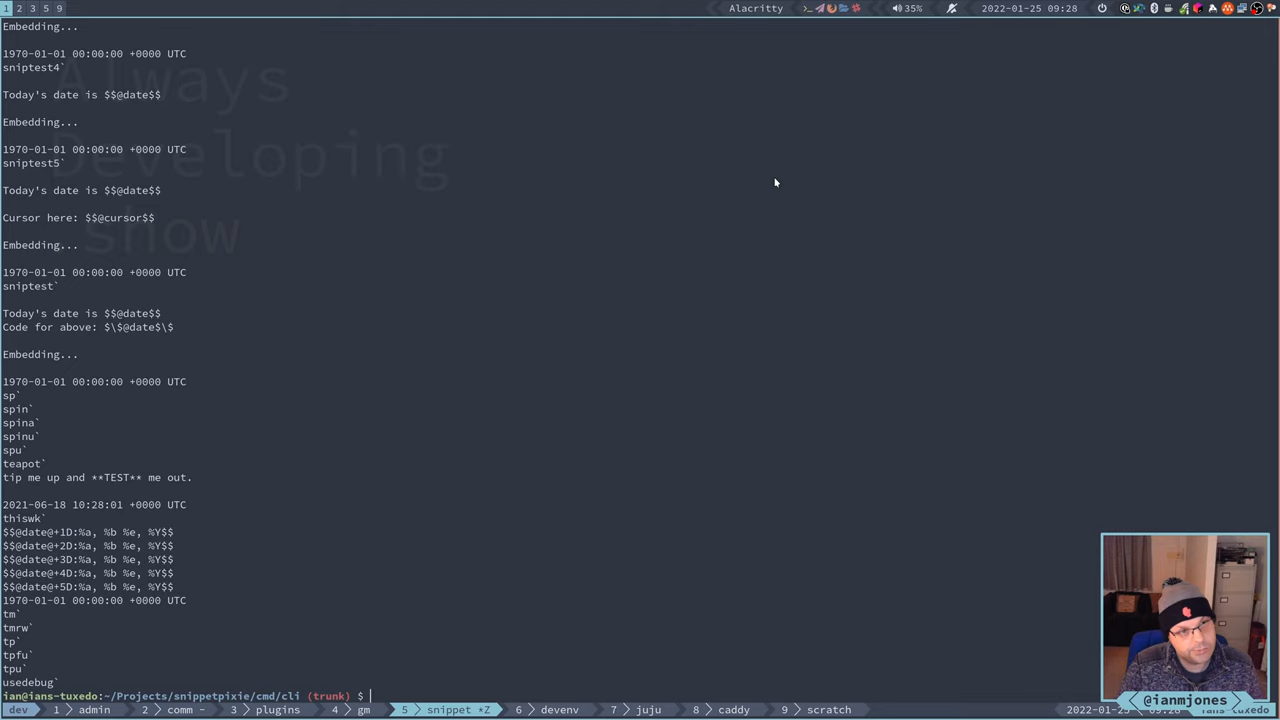 1 2 3 5 9
Alacritty
35%
2022-01-25 09:28
Embedding...
1970-01-01 00:00:00 +0000 UTC
sniptest4`
Today's date is $$@date$$
Embedding...
1970-01-01 00:00:00 +0000 UTC
sniptest5`
Today's date is $$@date$$
Cursor here: $$@cursor$$
Embedding...
1970-01-01 00:00:00 +0000 UTC
sniptest`
Today's date is $$@date$$
Code for above: $\$@date$\$
Embedding...
1970-01-01 00:00:00 +0000 UTC
sp`
spin`
spina`
spinu`
spu`
teapot`
tip me up and **TEST** me out.
2021-06-18 10:28:01 +0000 UTC
thiswk`
$$@date@+1D:%a, %b %e, %Y$$
$$@date@+2D:%a, %b %e, %Y$$
$$@date@+3D:%a, %b %e, %Y$$
$$@date@+4D:%a, %b %e, %Y$$
$$@date@+5D:%a, %b %e, %Y$$
1970-01-01 00:00:00 +0000 UTC
tm`
tmrw`
tp`
tpfu`
tpu`
usedebug`
ian@ians-tuxedo:~/Projects/snippetpixie/cmd/cli (trunk) $
Always
Developing
show
@ianmjones
dev 1 admin 2 comm - 3 plugins 4 gm 5 snippet *Z 6 devenv 7 juju 8 caddy 9 scratch